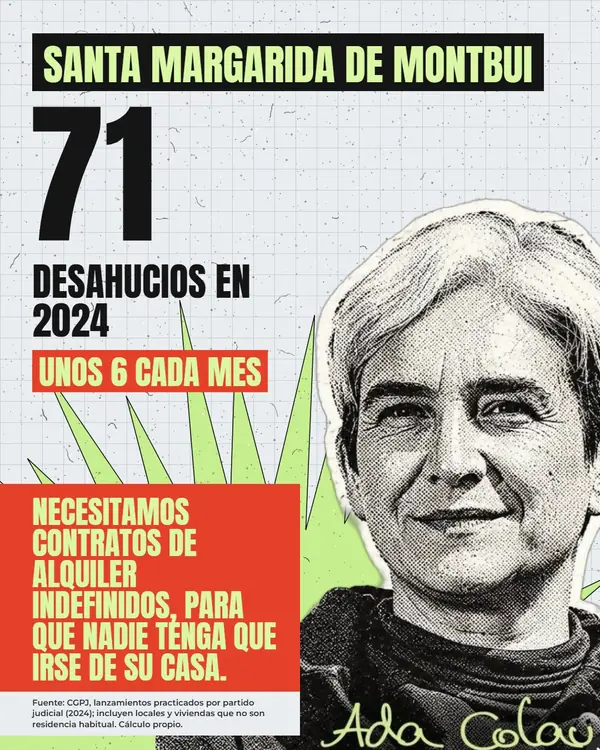 SANTA MARGARIDA DE MONTBUI
71
DESAHUCIOS EN
2024
UNOS 6 CADA MES
NECESITAMOS
CONTRATOS DE
ALQUILER
INDEFINIDOS, PARA
QUE NADIE TENGA QUE
IRSE DE SU CASA.
Fuente: CGPJ, lanzamientos practicados por partido
judicial (2024); incluyen locales y viviendas que no son
residencia habitual. Cálculo propio.
Ada Colau